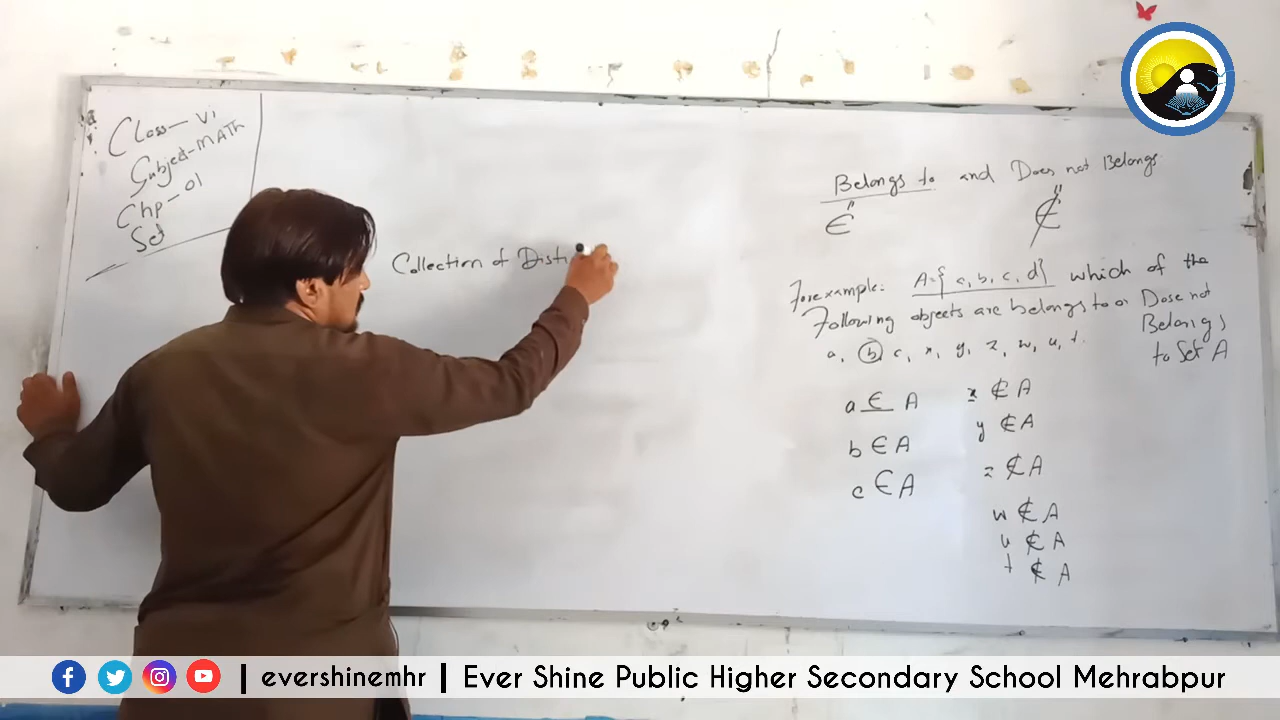 Class - VI
Subject - MATH
Chp - 01
Set
Collection of Disti
Belongs to and Does not Belongs
∈ " ∉ "
For example: A={a, b, c, d} which of the
Following objects are belongs to or Dose not
Belongs
to Set A
a, b, c, x, y, z, w, u, t.
a ∈ A
b ∈ A
c ∈ A
x ∉ A
y ∉ A
z ∉ A
w ∉ A
u ∉ A
t ∉ A
| evershinemhr | Ever Shine Public Higher Secondary School Mehrabpur